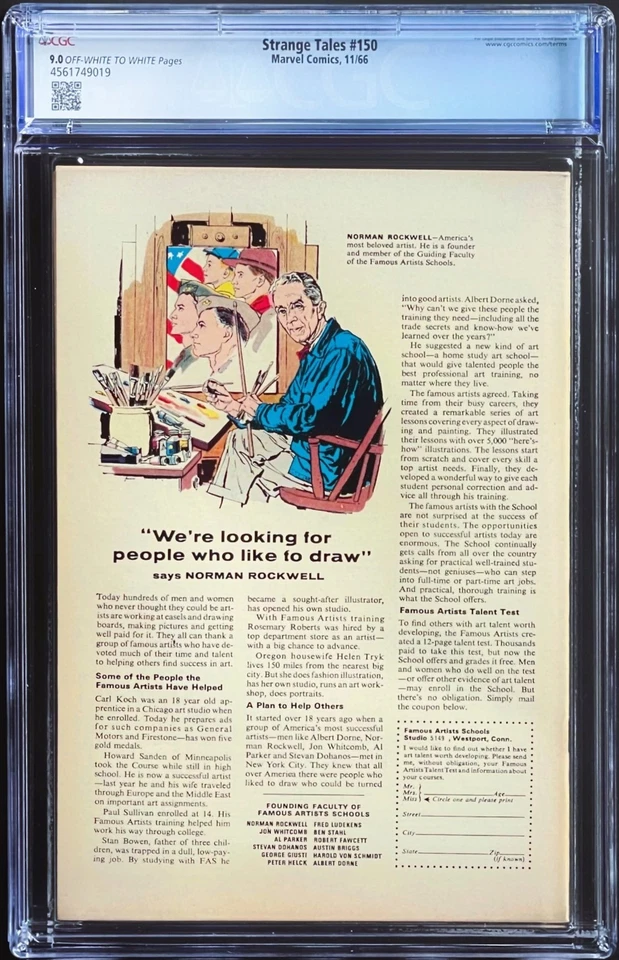 CGC
Strange Tales #150
Marvel Comics, 11/66
9.0 OFF-WHITE TO WHITE Pages
4561749019
www.cgccomics.com/terms
NORMAN ROCKWELL—America's
most beloved artist. He is a founder
and member of the Guiding Faculty
of the Famous Artists Schools.
"We're looking for
people who like to draw"
says NORMAN ROCKWELL
Today hundreds of men and women
who never thought they could be art-
ists are working at easels and drawing
boards, making pictures and getting
well paid for it. They all can thank a
group of famous artists who have de-
voted much of their time and talent
to helping others find success in art.
Some of the People the
Famous Artists Have Helped
Carl Koch was an 18 year old ap-
prentice in a Chicago art studio when
he enrolled. Today he prepares ads
for such companies as General
Motors and Firestone—has won five
gold medals.
Howard Sanden of Minneapolis
took the Course while still in high
school. He is now a successful artist
—last year he and his wife traveled
through Europe and the Middle East
on important art assignments.
Paul Sullivan enrolled at 14. His
Famous Artists training helped him
work his way through college.
Stan Bowen, father of three chil-
dren, was trapped in a dull, low-pay-
ing job. By studying with FAS he
became a sought-after illustrator,
has opened his own studio.
With Famous Artists training
Rosemary Roberts was hired by a
top department store as an artist—
with a big chance to advance.
Oregon housewife Helen Tryk
lives 150 miles from the nearest big
city. But she does fashion illustration,
has her own studio, runs an art work-
shop, does portraits.
A Plan to Help Others
It started over 18 years ago when a
group of America's most successful
artists—men like Albert Dorne, Nor-
man Rockwell, Jon Whitcomb, Al
Parker and Stevan Dohanos—met in
New York City. They knew that all
over America there were people who
liked to draw who could be turned
FOUNDING FACULTY OF
FAMOUS ARTISTS SCHOOLS
NORMAN ROCKWELL FRED LUDEKENS
JON WHITCOMB BEN STAHL
AL PARKER ROBERT FAWCETT
STEVAN DOHANOS AUSTIN BRIGGS
GEORGE GIUSTI HAROLD VON SCHMIDT
PETER HELCK ALBERT DORNE
into good artists. Albert Dorne asked,
"Why can't we give these people the
training they need—including all the
trade secrets and know-how we've
learned over the years?"
He suggested a new kind of art
school—a home study art school—
that would give talented people the
best professional art training, no
matter where they live.
The famous artists agreed. Taking
time from their busy careers, they
created a remarkable series of art
lessons covering every aspect of draw-
ing and painting. They illustrated
their lessons with over 5,000 "here's-
how" illustrations. The lessons start
from scratch and cover every skill a
top artist needs. Finally, they de-
veloped a wonderful way to give each
student personal correction and ad-
vice all through his training.
The famous artists with the School
are not surprised at the success of
their students. The opportunities
open to successful artists today are
enormous. The School continually
gets calls from all over the country
asking for practical well-trained stu-
dents—not geniuses—who can step
into full-time or part-time art jobs.
And practical, thorough training is
what the School offers.
Famous Artists Talent Test
To find others with art talent worth
developing, the Famous Artists cre-
ated a 12-page talent test. Thousands
paid to take this test, but now the
School offers and grades it free. Men
and women who do well on the test
—or offer other evidence of art talent
—may enroll in the School. But
there's no obligation. Simply mail
the coupon below.
Famous Artists Schools
Studio 5149, Westport, Conn.
I would like to find out whether I have
art talent worth developing. Please send
me, without obligation, your Famous
Artists Talent Test and information about
your courses.
Mr.
Mrs. Age
Miss Circle one and please print
Street
City
State Zip
(if known)